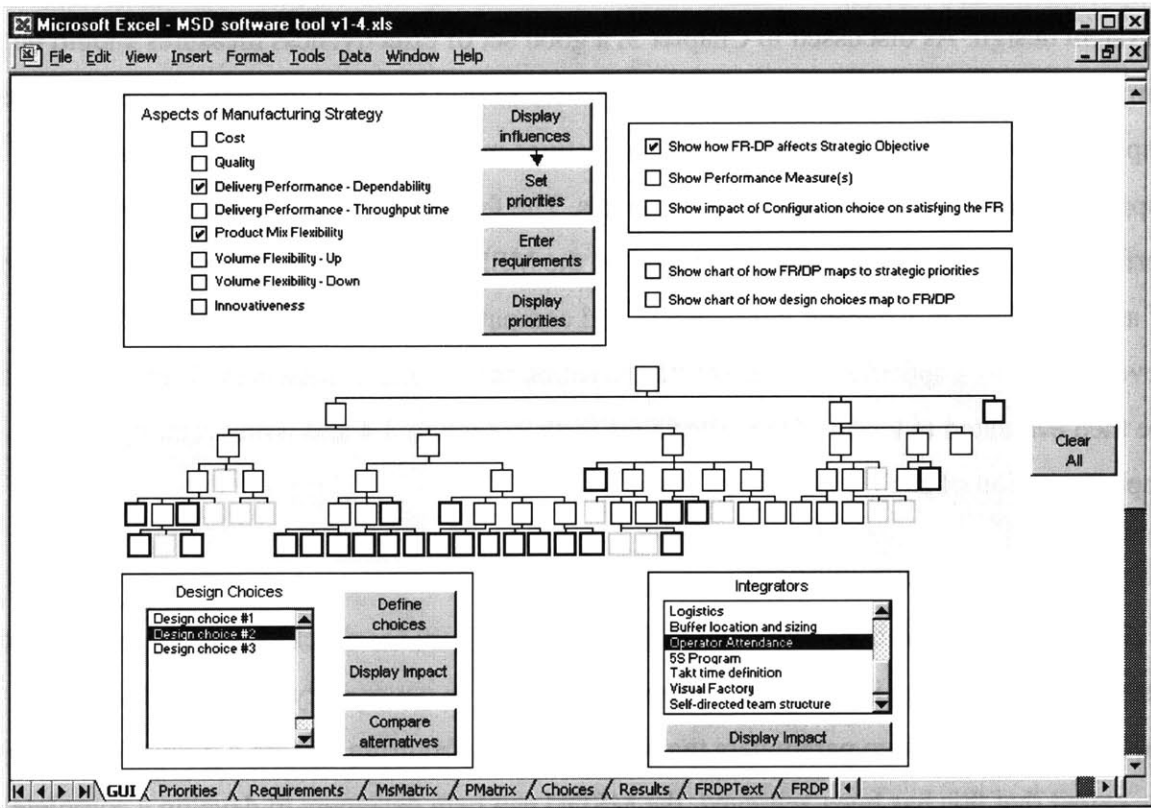 Microsoft Excel - MSD software tool v1-4.xls
File Edit View Insert Format Tools Data Window Help
Aspects of Manufacturing Strategy
Cost
Quality
Delivery Performance - Dependability
Delivery Performance - Throughput time
Product Mix Flexibility
Volume Flexibility - Up
Volume Flexibility - Down
Innovativeness
Display
influences
Set
priorities
Enter
requirements
Display
priorities
Show how FR-DP affects Strategic Objective
Show Performance Measure(s)
Show impact of Configuration choice on satisfying the FR
Show chart of how FR/DP maps to strategic priorities
Show chart of how design choices map to FR/DP
Clear
All
Design Choices
Design choice #1
Design choice #2
Design choice #3
Define
choices
Display Impact
Compare
alternatives
Integrators
Logistics
Buffer location and sizing
Operator Attendance
5S Program
Takt time definition
Visual Factory
Self-directed team structure
Display Impact
GUI Priorities Requirements MsMatrix PMatrix Choices Results FRDPText FRDP